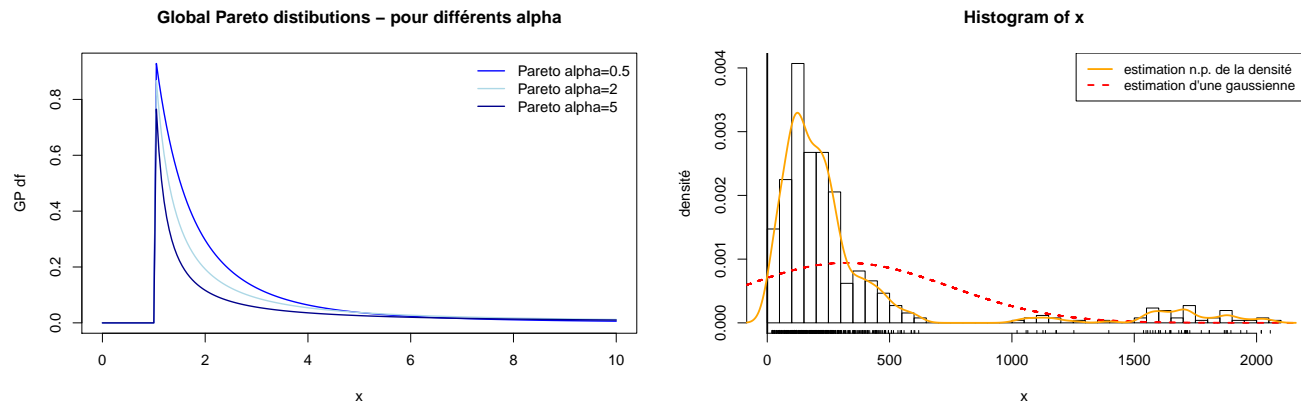 Global Pareto distibutions – pour différents alpha
GP df
0.8
0.6
0.4
0.2
0.0
Pareto alpha=0.5
Pareto alpha=2
Pareto alpha=5
0 2 4 6 8 10
x
Histogram of x
densité
0.004
0.003
0.002
0.001
0.000
estimation n.p. de la densité
estimation d'une gaussienne
0 500 1000 1500 2000
x